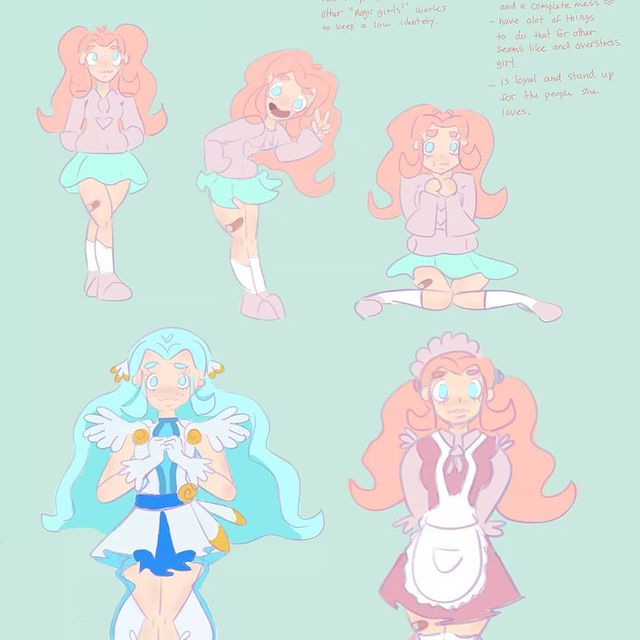 other "Magic girls!" works
to keep a low identety.
and a complete mess ♡
- have alot of things
to do that for other
seems like and overstress
girl.
- is loyal and stand up
for the people she
loves.